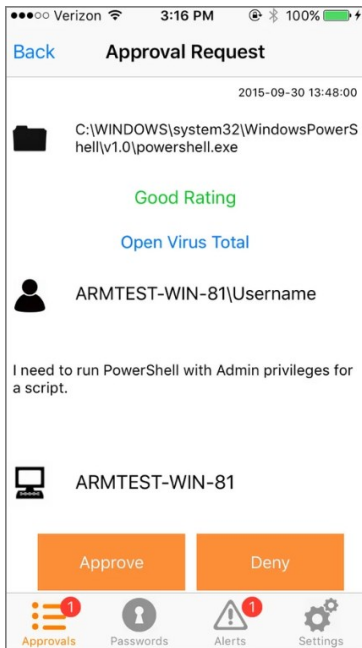 Verizon 3:16 PM 100%
Back Approval Request
2015-09-30 13:48:00
C:\WINDOWS\system32\WindowsPowerS
hell\v1.0\powershell.exe
Good Rating
Open Virus Total
ARMTEST-WIN-81\Username
I need to run PowerShell with Admin privileges for
a script.
ARMTEST-WIN-81
Approve Deny
1 1
Approvals Passwords Alerts Settings